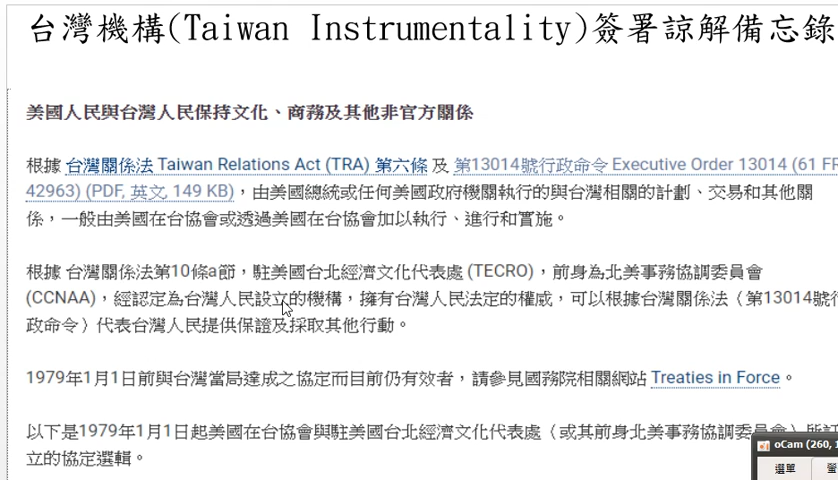 台灣機構(Taiwan Instrumentality)簽署諒解備忘錄
美國人民與台灣人民保持文化、商務及其他非官方關係
根據 台灣關係法 Taiwan Relations Act (TRA) 第六條 及 第13014號行政命令 Executive Order 13014 (61 FR
42963) (PDF, 英文 149 KB)，由美國總統或任何美國政府機關執行的與台灣相關的計劃、交易和其他關
係，一般由美國在台協會或透過美國在台協會加以執行、進行和實施。
根據 台灣關係法第10條a節，駐美國台北經濟文化代表處 (TECRO)，前身為北美事務協調委員會
(CCNAA)，經認定為台灣人民設立的機構，擁有台灣人民法定的權威，可以根據台灣關係法（第13014號行
政命令）代表台灣人民提供保證及採取其他行動。
1979年1月1日前與台灣當局達成之協定而目前仍有效者，請參見國務院相關網站 Treaties in Force。
以下是1979年1月1日起美國在台協會與駐美國台北經濟文化代表處（或其前身北美事務協調委員會）所訂
立的協定選輯。
oCam (260, 1
選單